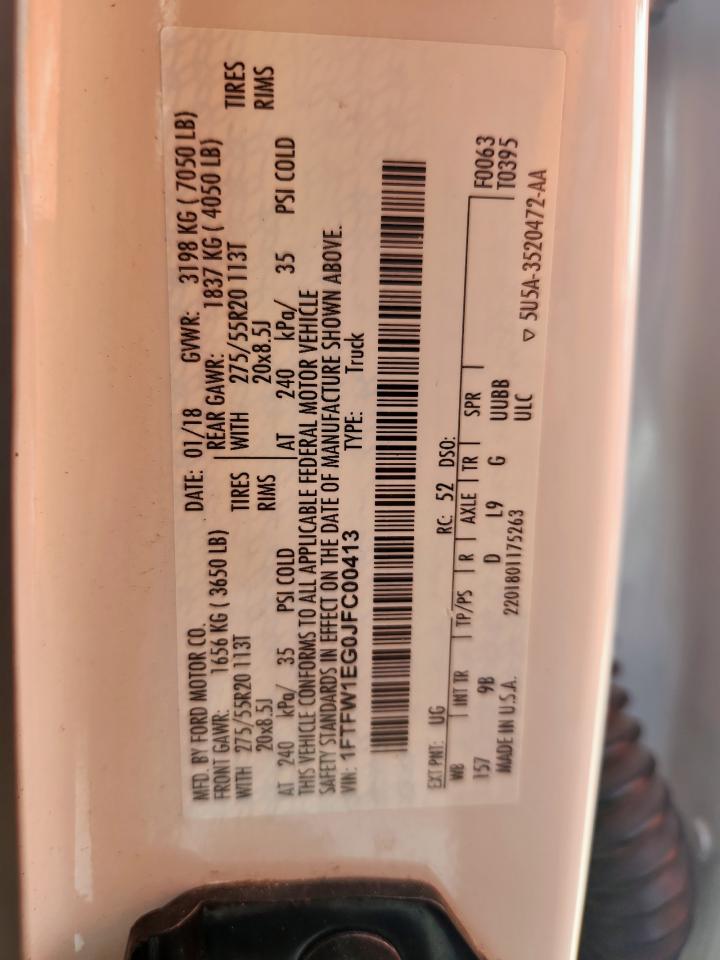 MFD. BY FORD MOTOR CO. DATE: 01/18 GVWR: 3198 KG ( 7050 LB)
FRONT GAWR: 1656 KG ( 3650 LB) REAR GAWR: 1837 KG ( 4050 LB)
WITH 275/55R20 113T TIRES WITH 275/55R20 113T TIRES
20x8.5J RIMS 20x8.5J RIMS
AT 240 kPa/ 35 PSI COLD AT 240 kPa/ 35 PSI COLD
THIS VEHICLE CONFORMS TO ALL APPLICABLE FEDERAL MOTOR VEHICLE
SAFETY STANDARDS IN EFFECT ON THE DATE OF MANUFACTURE SHOWN ABOVE.
VIN: 1FTFW1EG0JFC00413 TYPE: Truck
EXT PNT: UG RC: 52 DSO:
WB INT TR TP/PS R AXLE TR SPR F0063
157 9B D L9 G UUBB T0395
MADE IN U.S.A. 2201801175263 ULC ▽ 5U5A-3520472-AA